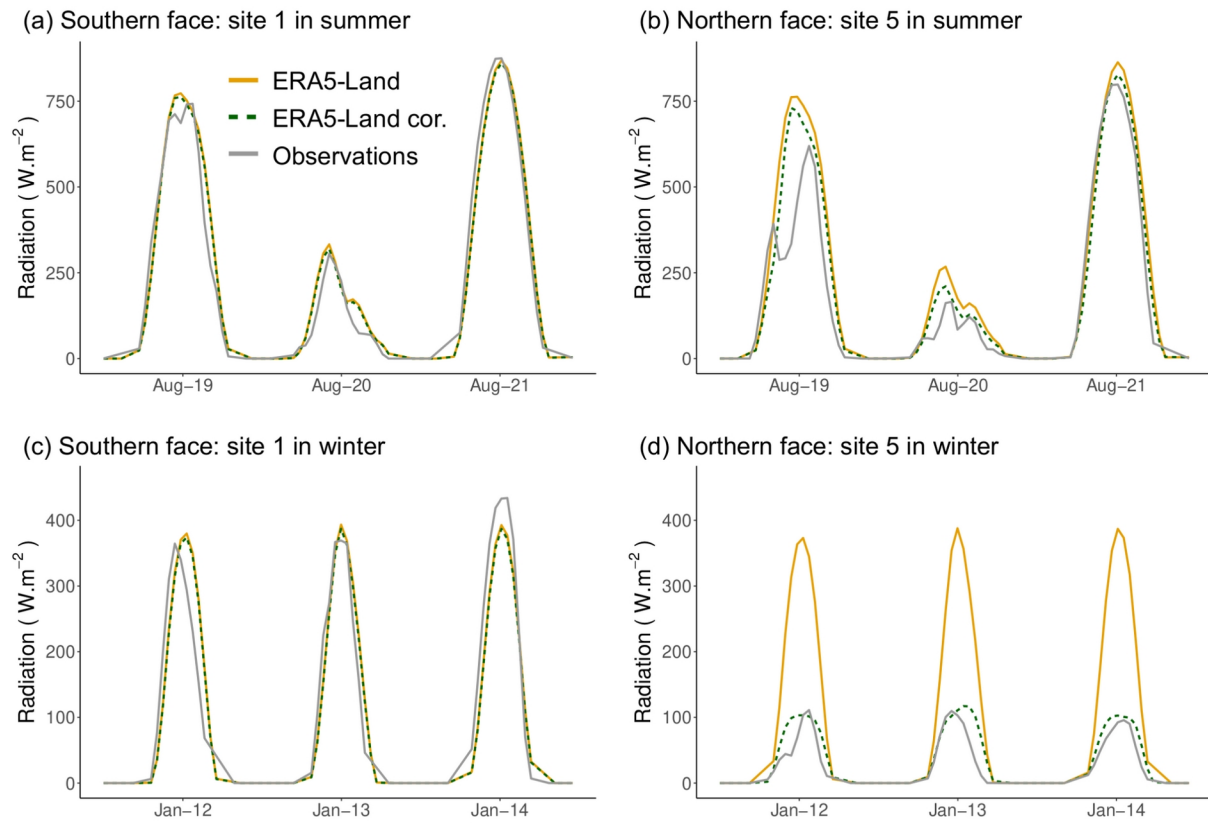 (a) Southern face: site 1 in summer
Radiation ( W.m−2 )
750
500
250
0
ERA5-Land
ERA5-Land cor.
Observations
Aug−19 Aug−20 Aug−21
(b) Northern face: site 5 in summer
Radiation ( W.m−2 )
750
500
250
0
Aug−19 Aug−20 Aug−21
(c) Southern face: site 1 in winter
Radiation ( W.m−2 )
400
300
200
100
0
Jan−12 Jan−13 Jan−14
(d) Northern face: site 5 in winter
Radiation ( W.m−2 )
400
300
200
100
0
Jan−12 Jan−13 Jan−14